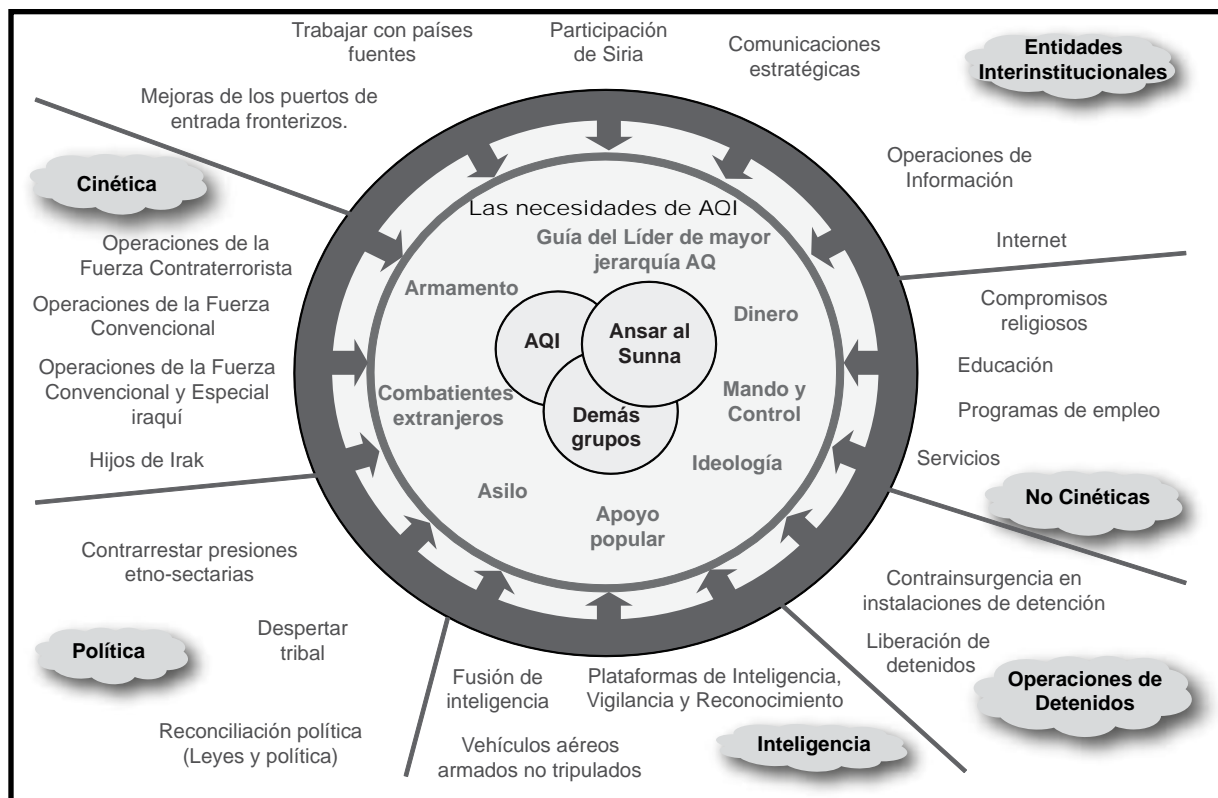 Trabajar con países
fuentes
Participación
de Siria
Comunicaciones
estratégicas
Entidades
Interinstitucionales
Mejoras de los puertos de
entrada fronterizos.
Operaciones de
Información
Internet
Cinética
Operaciones de la
Fuerza Contraterrorista
Operaciones de la Fuerza
Convencional
Operaciones de la Fuerza
Convencional y Especial
iraquí
Hijos de Irak
Las necesidades de AQI
Guía del Líder de mayor
jerarquía AQ
Armamento
Dinero
AQI
Ansar al
Sunna
Demás
grupos
Combatientes
extranjeros
Mando y
Control
Ideología
Asilo
Apoyo
popular
Compromisos
religiosos
Educación
Programas de empleo
Servicios
No Cinéticas
Contrarrestar presiones
etno-sectarias
Despertar
tribal
Política
Reconciliación política
(Leyes y política)
Fusión de
inteligencia
Plataformas de Inteligencia,
Vigilancia y Reconocimiento
Vehículos aéreos
armados no tripulados
Inteligencia
Contrainsurgencia en
instalaciones de detención
Liberación de
detenidos
Operaciones de
Detenidos